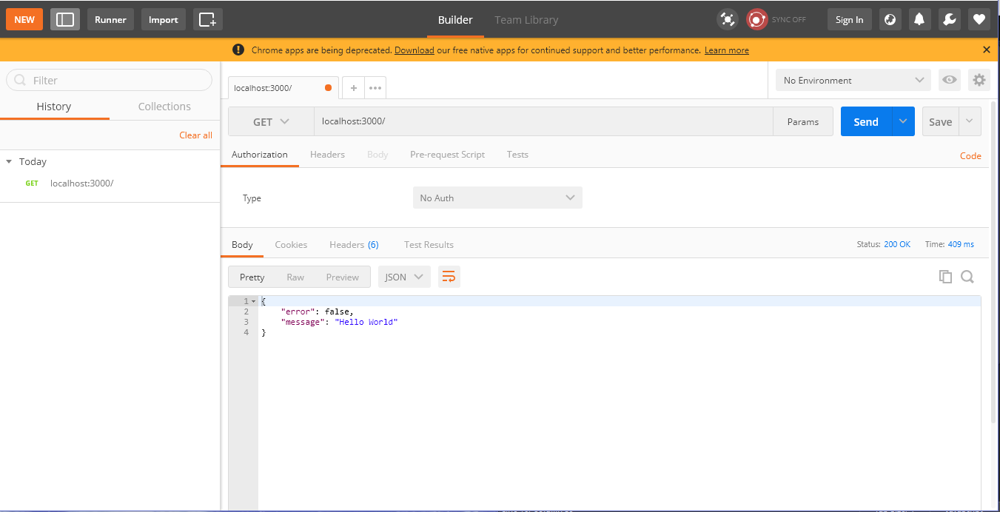 NEW Runner Import Builder Team Library SYNC OFF Sign In
Chrome apps are being deprecated. Download our free native apps for continued support and better performance. Learn more
Filter
History Collections
Clear all
Today
GET localhost:3000/
localhost:3000/
No Environment
GET localhost:3000/ Params Send Save
Authorization Headers Body Pre-request Script Tests Code
Type No Auth
Body Cookies Headers (6) Test Results Status: 200 OK Time: 409 ms
Pretty Raw Preview JSON
1 {
2 "error": false,
3 "message": "Hello World"
4 }